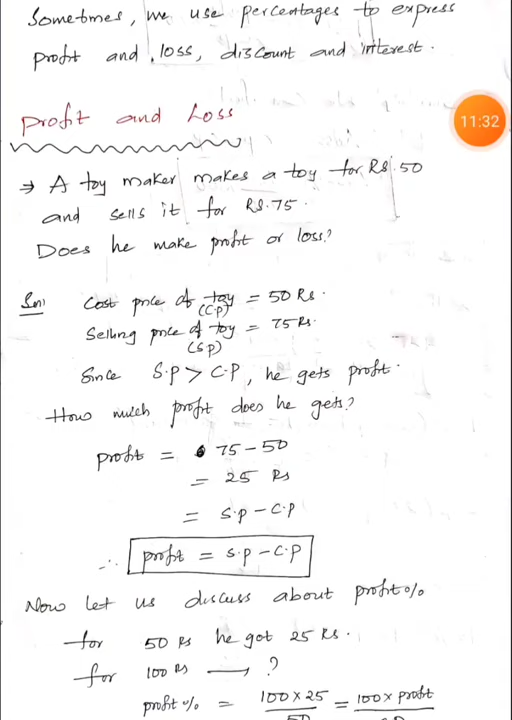 Sometimes, we use percentages to express
profit and loss, discount and interest.
Profit and Loss
11:32
→ A toy maker makes a toy for Rs.50
and sells it for Rs.75.
Does he make profit or loss?
Sol: Cost price of toy = 50 Rs.
(C.P)
Selling price of toy = 75 Rs.
(S.P)
Since S.P > C.P, he gets profit.
How much profit does he gets?
profit = 75 - 50
= 25 Rs
= S.P - C.P
∴ profit = S.P - C.P
Now let us discuss about profit%
for 50 Rs he got 25 Rs.
for 100 Rs → ?
profit % = 100 × 25 / 50 = 100 × profit